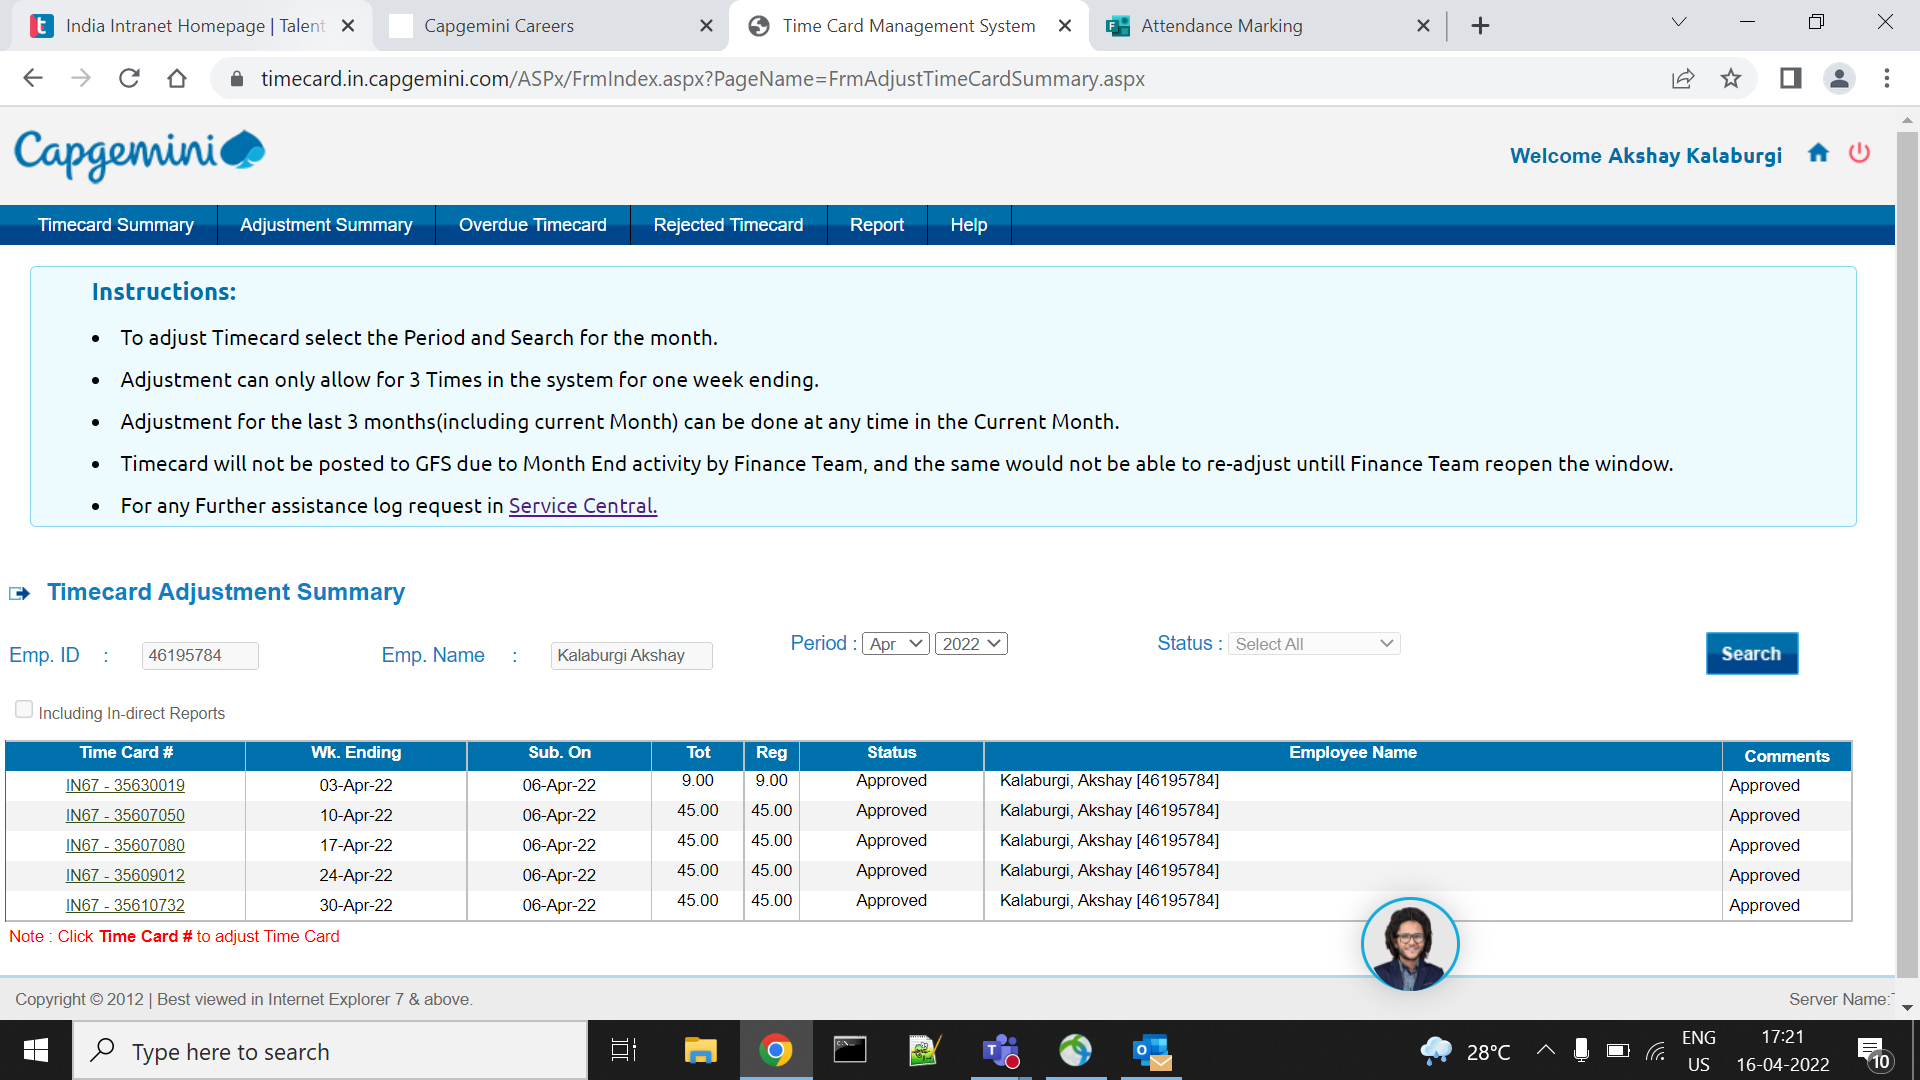 India Intranet Homepage | Talent
Capgemini Careers
Time Card Management System
Attendance Marking
timecard.in.capgemini.com/ASPx/FrmIndex.aspx?PageName=FrmAdjustTimeCardSummary.aspx
Capgemini
Welcome Akshay Kalaburgi
Timecard Summary Adjustment Summary Overdue Timecard Rejected Timecard Report Help
Instructions:
• To adjust Timecard select the Period and Search for the month.
• Adjustment can only allow for 3 Times in the system for one week ending.
• Adjustment for the last 3 months(including current Month) can be done at any time in the Current Month.
• Timecard will not be posted to GFS due to Month End activity by Finance Team, and the same would not be able to re-adjust untill Finance Team reopen the window.
• For any Further assistance log request in Service Central.
Timecard Adjustment Summary
Emp. ID : 46195784 Emp. Name : Kalaburgi Akshay Period : Apr 2022 Status : Select All Search
Including In-direct Reports
Time Card # Wk. Ending Sub. On Tot Reg Status Employee Name Comments
IN67 - 35630019 03-Apr-22 06-Apr-22 9.00 9.00 Approved Kalaburgi, Akshay [46195784] Approved
IN67 - 35607050 10-Apr-22 06-Apr-22 45.00 45.00 Approved Kalaburgi, Akshay [46195784] Approved
IN67 - 35607080 17-Apr-22 06-Apr-22 45.00 45.00 Approved Kalaburgi, Akshay [46195784] Approved
IN67 - 35609012 24-Apr-22 06-Apr-22 45.00 45.00 Approved Kalaburgi, Akshay [46195784] Approved
IN67 - 35610732 30-Apr-22 06-Apr-22 45.00 45.00 Approved Kalaburgi, Akshay [46195784] Approved
Note : Click Time Card # to adjust Time Card
Copyright © 2012 | Best viewed in Internet Explorer 7 & above.
Server Name:
Type here to search
28°C
ENG
US
17:21
16-04-2022
10